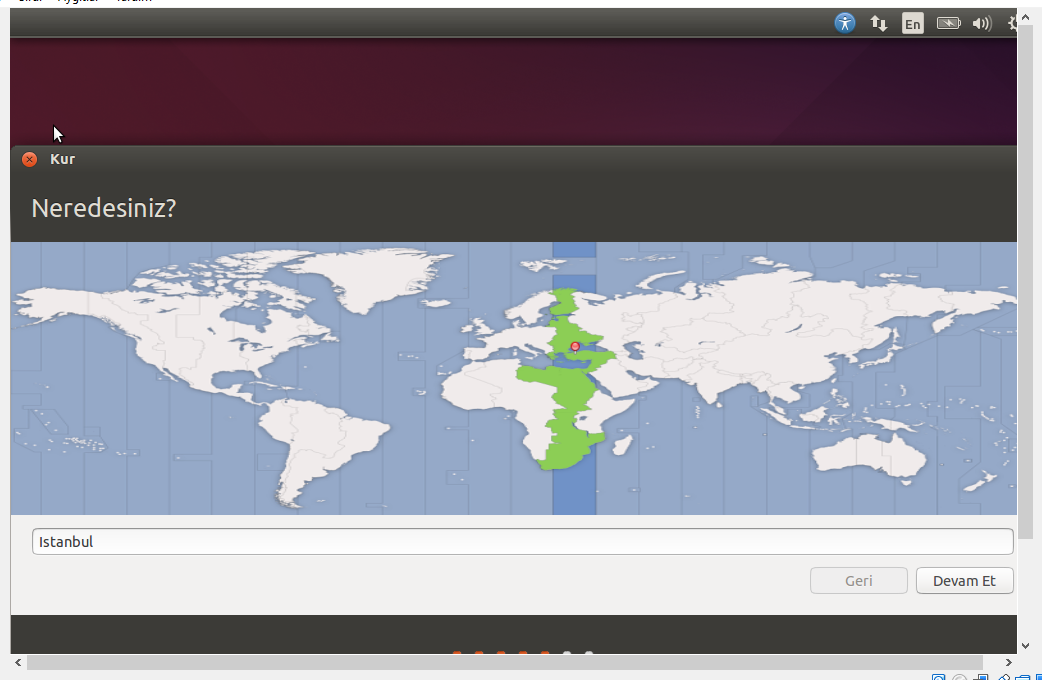 En
Kur
Neredesiniz?
Istanbul
Geri
Devam Et